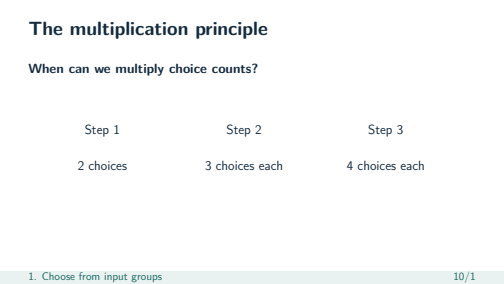 The multiplication principle
When can we multiply choice counts?
Step 1 Step 2 Step 3
2 choices 3 choices each 4 choices each
1. Choose from input groups 10/1